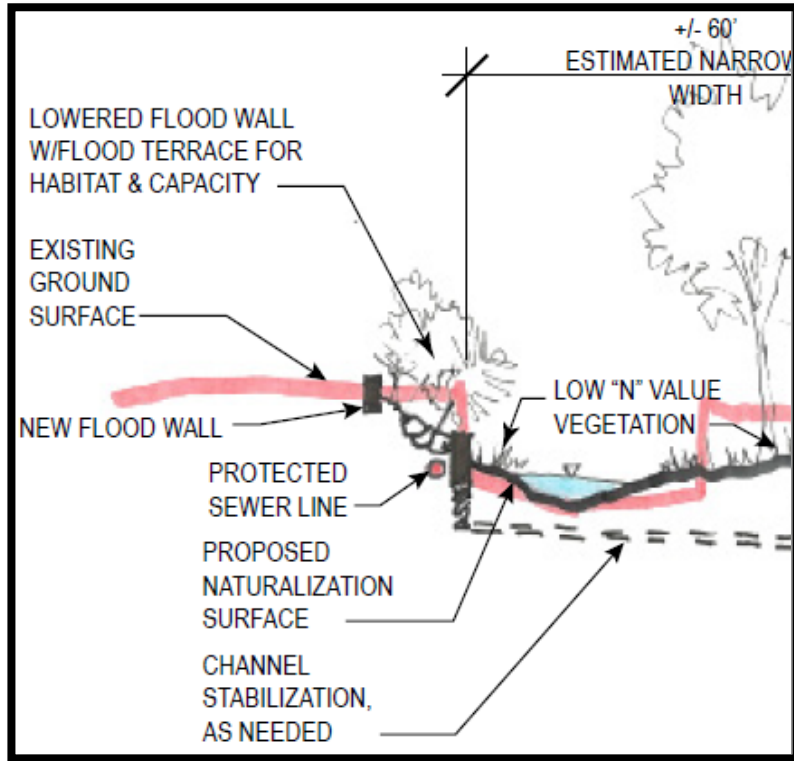 +/- 60'
ESTIMATED NARROW
WIDTH
LOWERED FLOOD WALL
W/FLOOD TERRACE FOR
HABITAT & CAPACITY
EXISTING
GROUND
SURFACE
NEW FLOOD WALL
LOW “N” VALUE
VEGETATION
PROTECTED
SEWER LINE
PROPOSED
NATURALIZATION
SURFACE
CHANNEL
STABILIZATION,
AS NEEDED